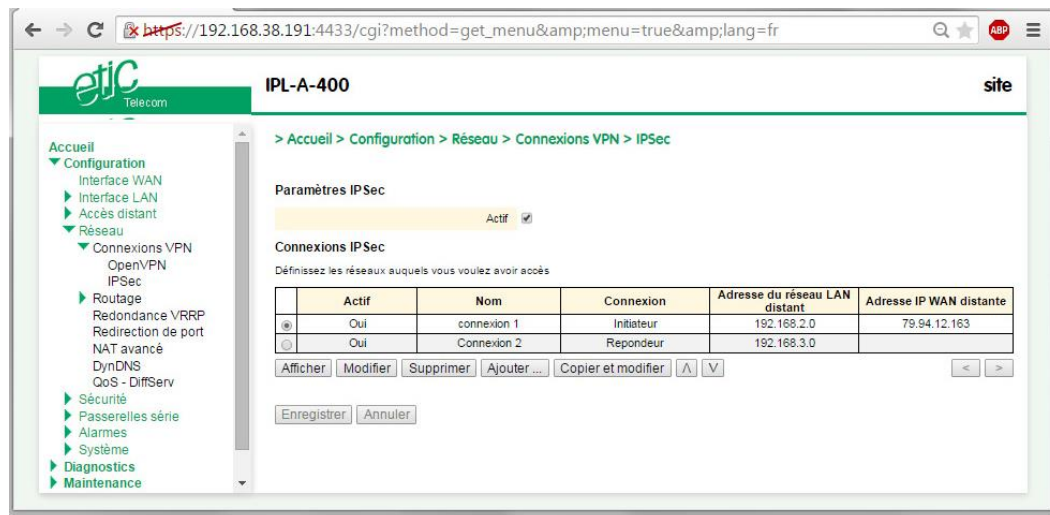 https://192.168.38.191:4433/cgi?method=get_menu&amp;menu=true&amp;lang=fr
ABP
etic
Telecom
IPL-A-400
site
> Accueil > Configuration > Réseau > Connexions VPN > IPSec
Accueil
Configuration
Interface WAN
Interface LAN
Accès distant
Réseau
Connexions VPN
OpenVPN
IPSec
Routage
Redondance VRRP
Redirection de port
NAT avancé
DynDNS
QoS - DiffServ
Sécurité
Passerelles série
Alarmes
Système
Diagnostics
Maintenance
Paramètres IPSec
Actif
Connexions IPSec
Définissez les réseaux auquels vous voulez avoir accès
Actif Nom Connexion Adresse du réseau LAN distant Adresse IP WAN distante
Oui connexion 1 Initiateur 192.168.2.0 79.94.12.163
Oui Connexion 2 Repondeur 192.168.3.0
Afficher Modifier Supprimer Ajouter ... Copier et modifier Λ V < >
Enregistrer Annuler